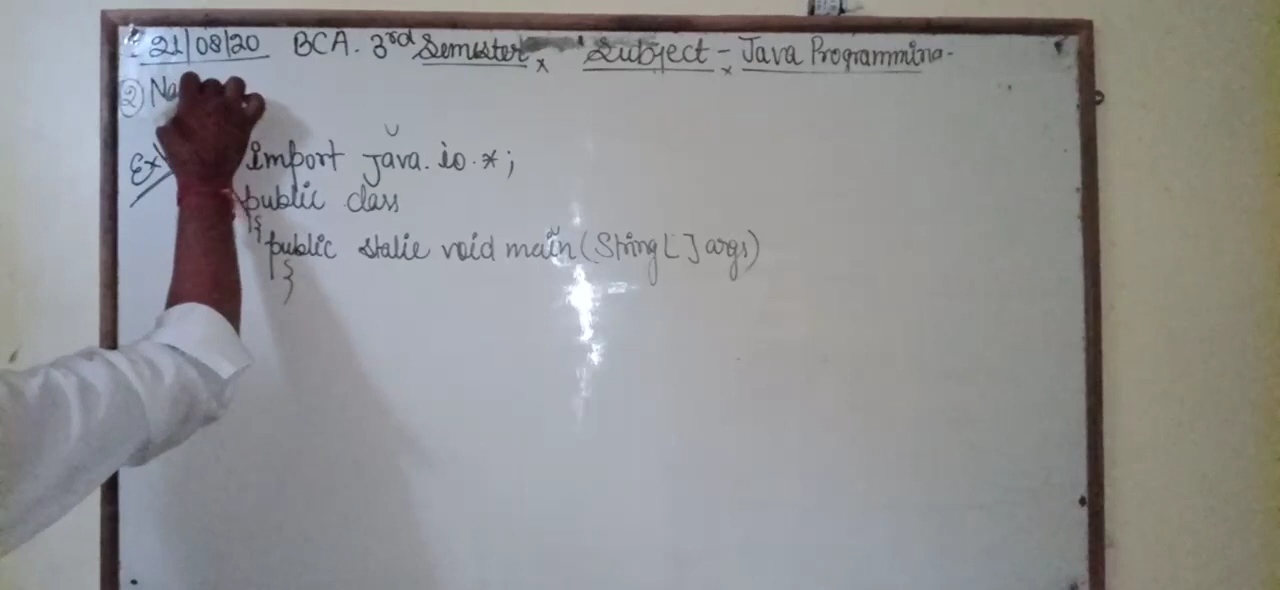 21/08/20 BCA. 3rd Semester Subject - Java Programming
2) Na
Ex
import java.io.*;
public class
{
public static void main(String[] args)
{